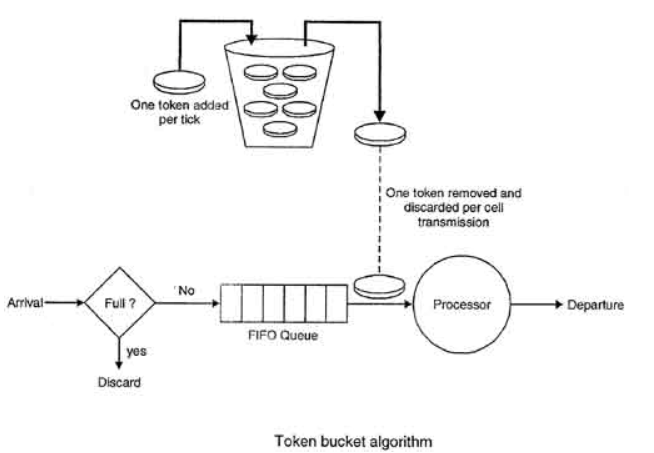 One token added
per tick
One token removed and
discarded per cell
transmission
Arrival
Full ?
No
Processor
Departure
FIFO Queue
yes
Discard
Token bucket algorithm